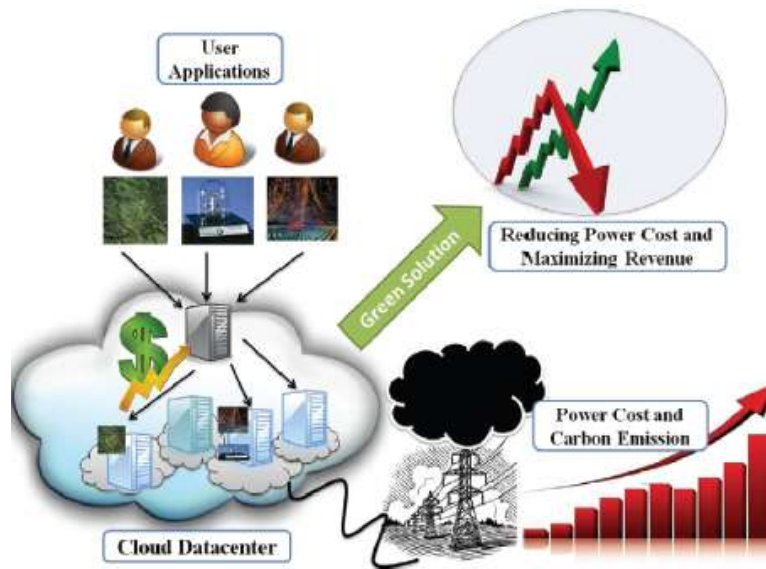 User
Applications
Reducing Power Cost and
Maximizing Revenue
Green Solution
$
Power Cost and
Carbon Emission
Cloud Datacenter